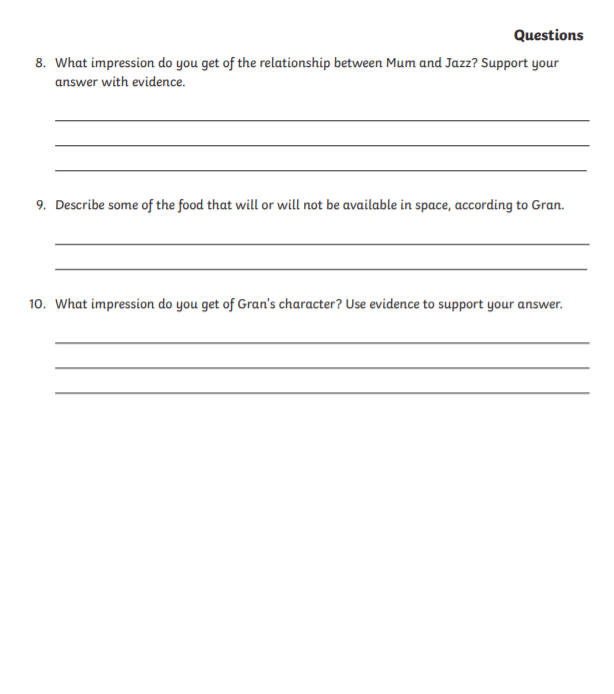 Questions
8. What impression do you get of the relationship between Mum and Jazz? Support your
answer with evidence.
9. Describe some of the food that will or will not be available in space, according to Gran.
10. What impression do you get of Gran's character? Use evidence to support your answer.